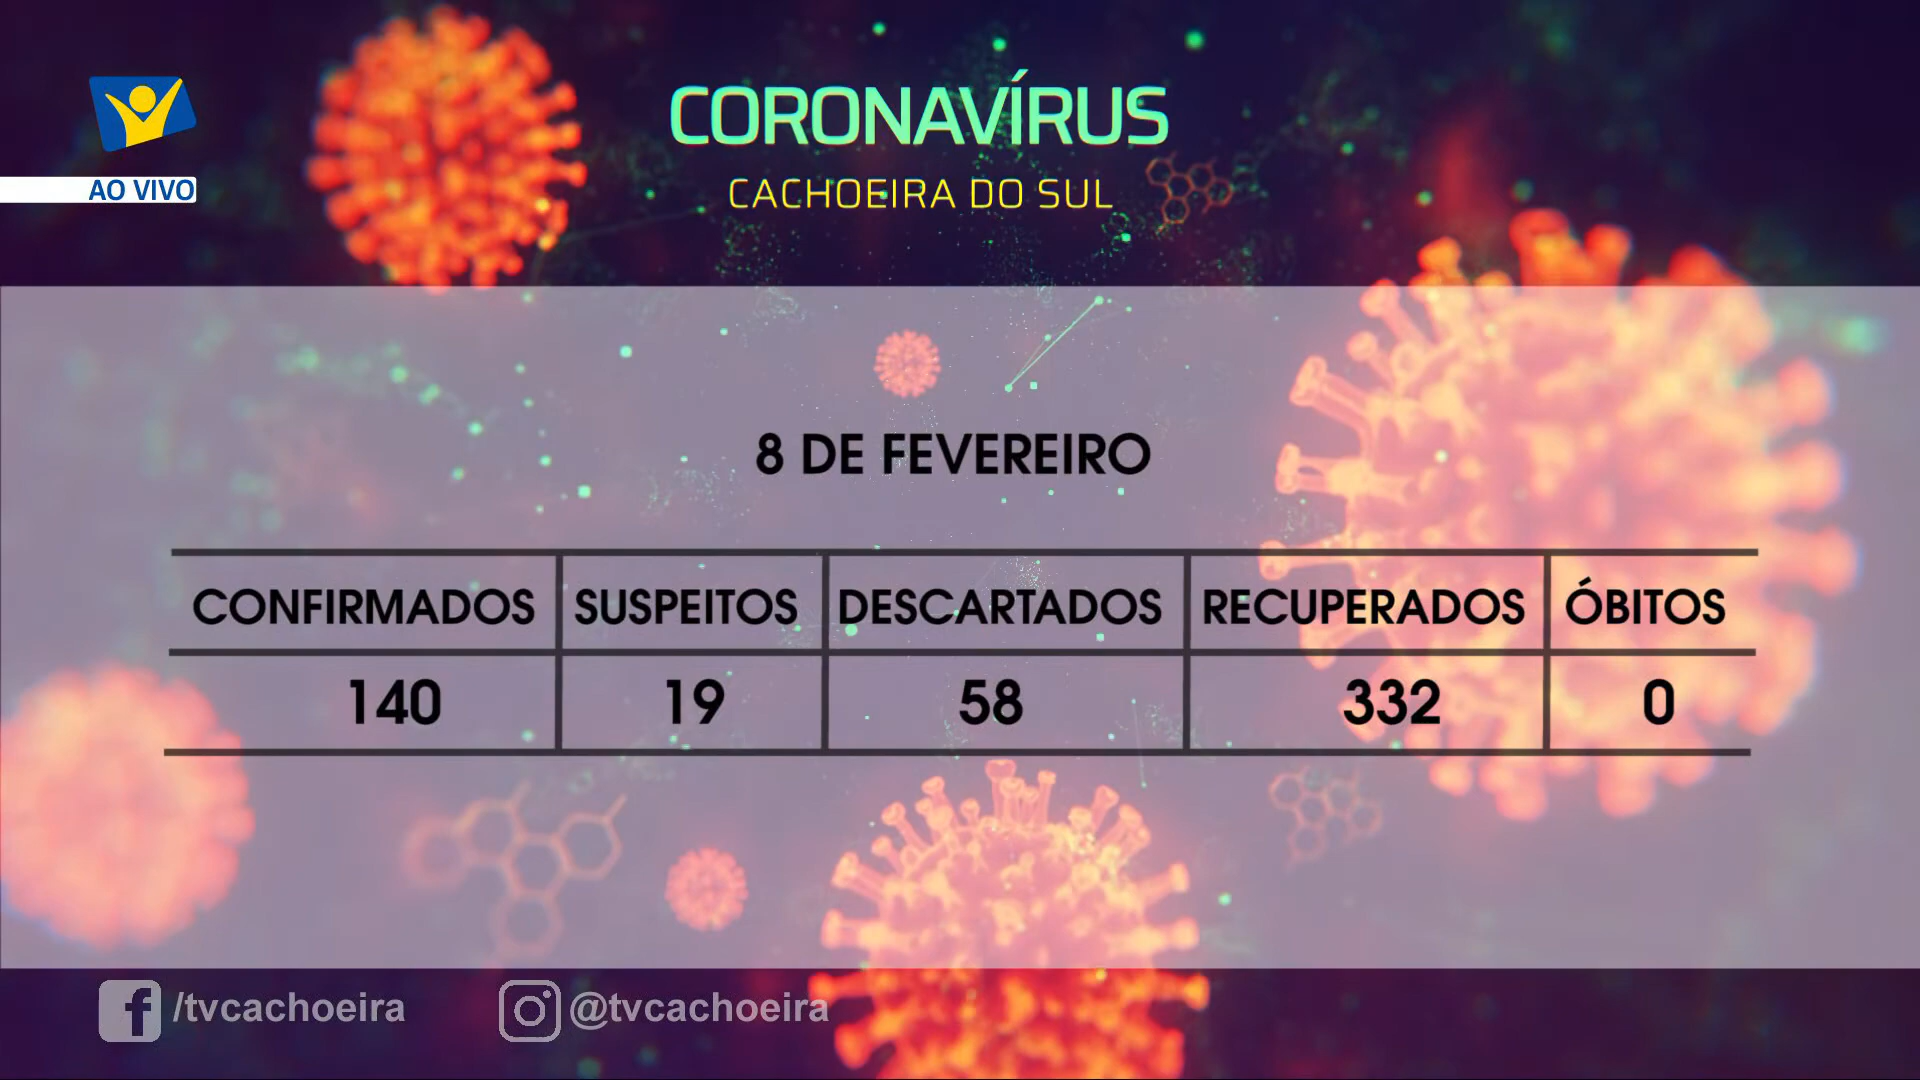 CORONAVÍRUS
CACHOEIRA DO SUL
AO VIVO
8 DE FEVEREIRO
CONFIRMADOS SUSPEITOS DESCARTADOS RECUPERADOS ÓBITOS
140 19 58 332 0
/tvcachoeira @tvcachoeira